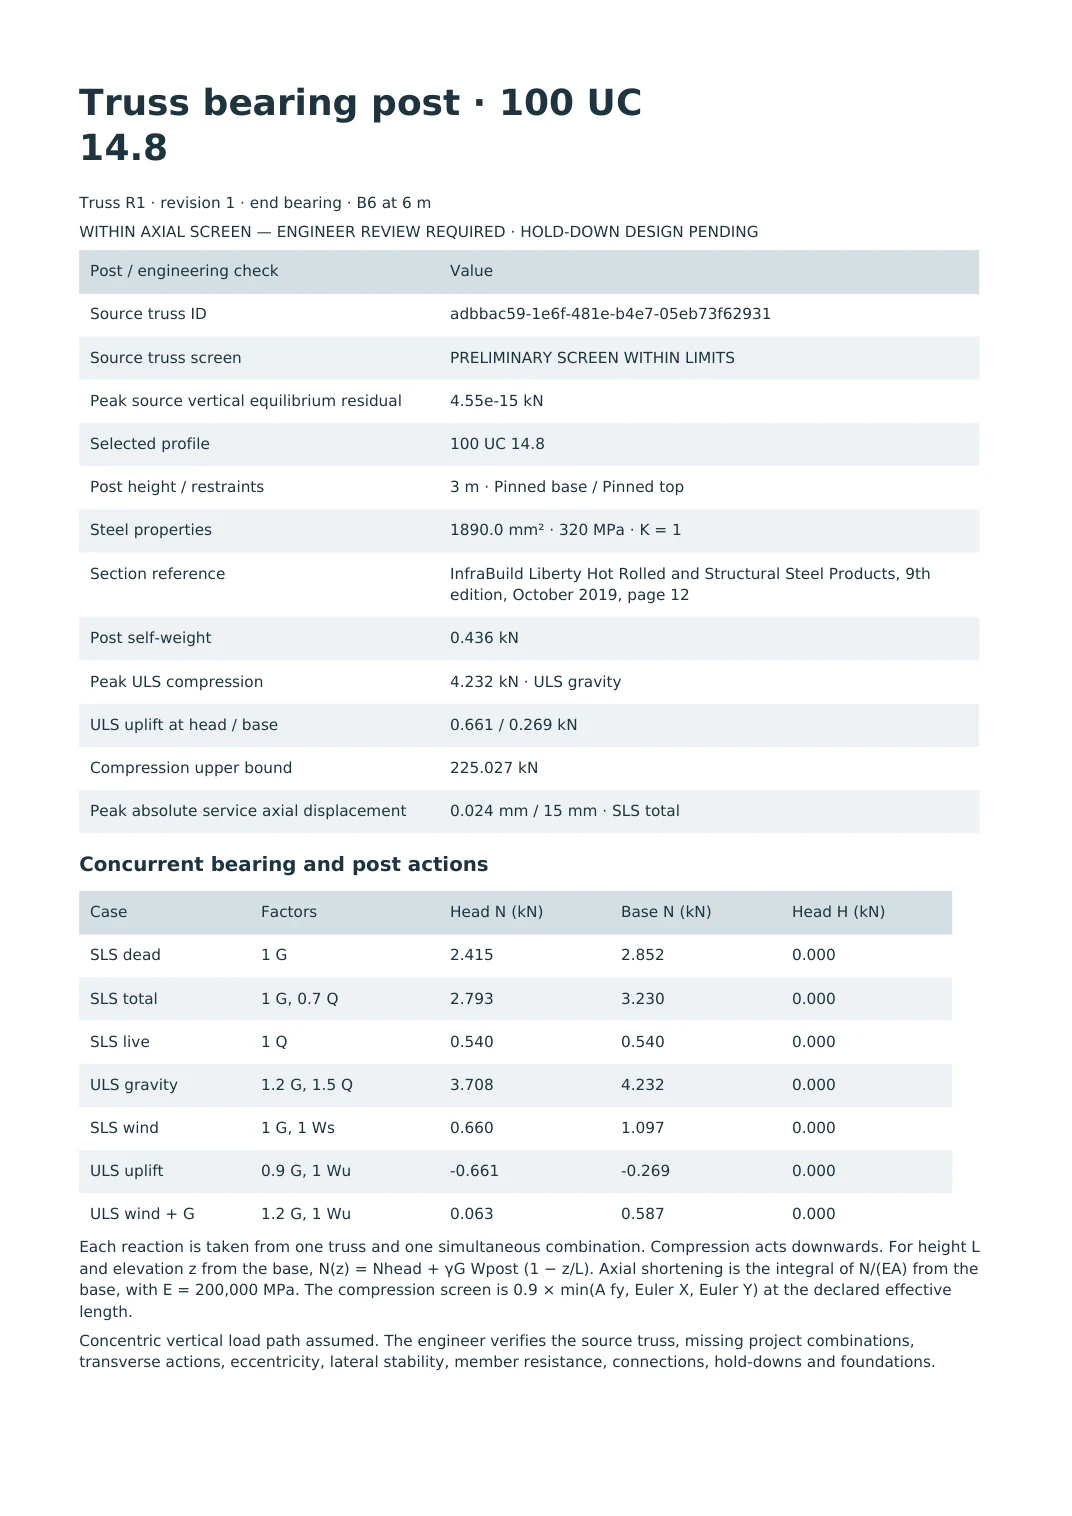 Truss bearing post · 100 UC
14.8
Truss R1 · revision 1 · end bearing · B6 at 6 m
WITHIN AXIAL SCREEN — ENGINEER REVIEW REQUIRED · HOLD-DOWN DESIGN PENDING
Post / engineering check Value
Source truss ID adbbac59-1e6f-481e-b4e7-05eb73f62931
Source truss screen PRELIMINARY SCREEN WITHIN LIMITS
Peak source vertical equilibrium residual 4.55e-15 kN
Selected profile 100 UC 14.8
Post height / restraints 3 m · Pinned base / Pinned top
Steel properties 1890.0 mm² · 320 MPa · K = 1
Section reference InfraBuild Liberty Hot Rolled and Structural Steel Products, 9th
edition, October 2019, page 12
Post self-weight 0.436 kN
Peak ULS compression 4.232 kN · ULS gravity
ULS uplift at head / base 0.661 / 0.269 kN
Compression upper bound 225.027 kN
Peak absolute service axial displacement 0.024 mm / 15 mm · SLS total
Concurrent bearing and post actions
Case Factors Head N (kN) Base N (kN) Head H (kN)
SLS dead 1 G 2.415 2.852 0.000
SLS total 1 G, 0.7 Q 2.793 3.230 0.000
SLS live 1 Q 0.540 0.540 0.000
ULS gravity 1.2 G, 1.5 Q 3.708 4.232 0.000
SLS wind 1 G, 1 Ws 0.660 1.097 0.000
ULS uplift 0.9 G, 1 Wu -0.661 -0.269 0.000
ULS wind + G 1.2 G, 1 Wu 0.063 0.587 0.000
Each reaction is taken from one truss and one simultaneous combination. Compression acts downwards. For height L
and elevation z from the base, N(z) = Nhead + γG Wpost (1 − z/L). Axial shortening is the integral of N/(EA) from the
base, with E = 200,000 MPa. The compression screen is 0.9 × min(A fy, Euler X, Euler Y) at the declared effective
length.
Concentric vertical load path assumed. The engineer verifies the source truss, missing project combinations,
transverse actions, eccentricity, lateral stability, member resistance, connections, hold-downs and foundations.